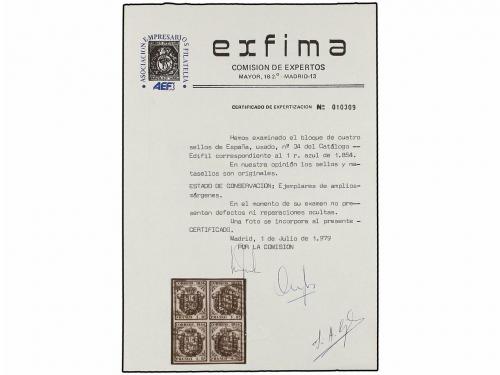 ASOCIACION EMPRESARIOS FILATELIA
AEF
exfima
COMISION DE EXPERTOS
MAYOR, 18 2.º - MADRID-13
CERTIFICADO DE EXPERTIZACION Nº 010309
Hemos examinado el bloque de cuatro
sellos de España, usado, nº 34 del Catálogo --
Edifil correspondiente al 1 r. azul de 1.854.
En nuestra opinión los sellos y ma-
tasellos son originales.
ESTADO DE CONSERVACION: Ejemplares de amplios-
márgenes.
En el momento de su examen no pre-
sentan defectos ni reparaciones ocultas.
Una foto se incorpora al presente -
CERTIFICADO.
Madrid, 1 de Julio de 1.979
POR LA COMISION